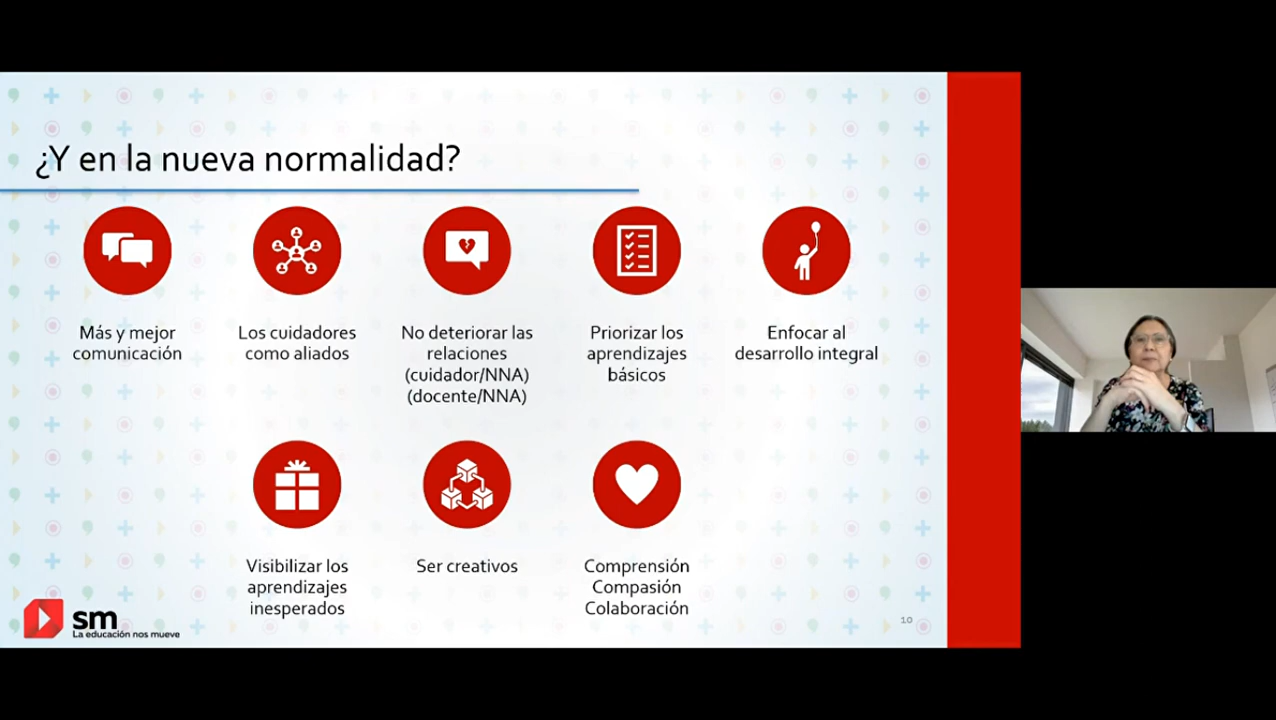 ¿Y en la nueva normalidad?
Más y mejor
comunicación
Los cuidadores
como aliados
No deteriorar las
relaciones
(cuidador/NNA)
(docente/NNA)
Priorizar los
aprendizajes
básicos
Enfocar al
desarrollo integral
Visibilizar los
aprendizajes
inesperados
Ser creativos
Comprensión
Compasión
Colaboración
sm
La educación nos mueve
10